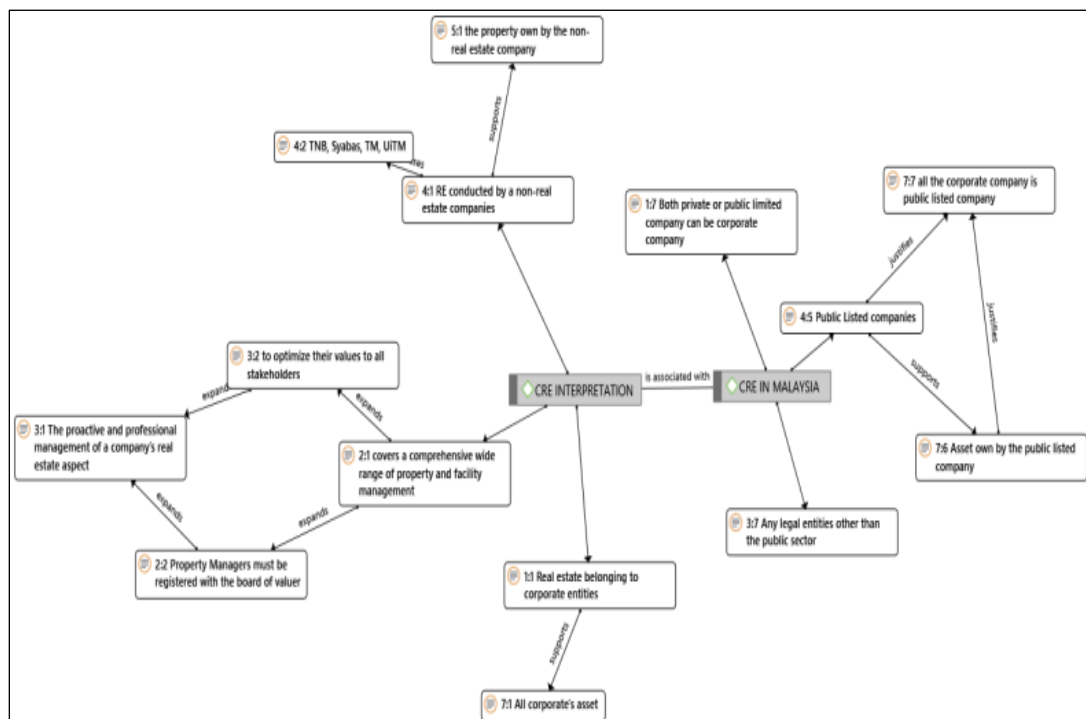 5:1 the property own by the non-
real estate company
supports
4:2 TNB, Syabas, TM, UiTM
4:1 RE conducted by a non-real
estate companies
1:7 Both private or public limited
company can be corporate
company
7:7 all the corporate company is
public listed company
justifies
justifies
4:5 Public Listed companies
supports
7:6 Asset own by the public listed
company
3:2 to optimize their values to all
stakeholders
expands
expands
CRE INTERPRETATION
is associated with
CRE IN MALAYSIA
3:1 The proactive and professional
management of a company's real
estate aspect
2:1 covers a comprehensive wide
range of property and facility
management
expands
expands
2:2 Property Managers must be
registered with the board of valuer
3:7 Any legal entities other than
the public sector
1:1 Real estate belonging to
corporate entities
supports
7:1 All corporate's asset